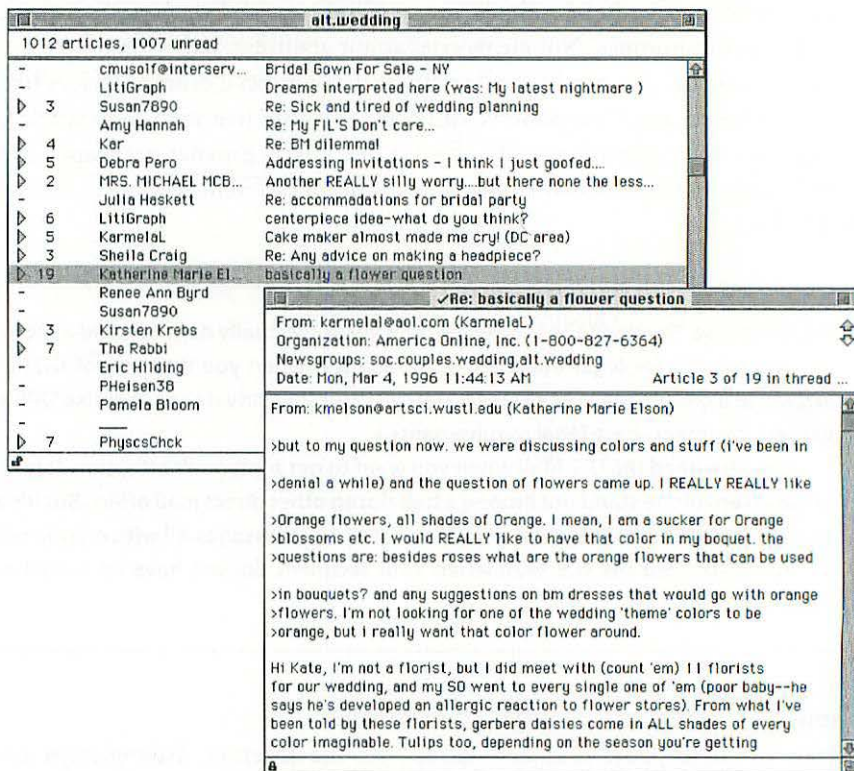 alt.wedding
1012 articles, 1007 unread
- cmusolf@interserv... Bridal Gown For Sale - NY
- LitiGraph Dreams interpreted here (was: My latest nightmare )
3 Susan7890 Re: Sick and tired of wedding planning
- Amy Hannah Re: My FIL'S Don't care...
4 Kar Re: BM dilemma!
5 Debra Pero Addressing Invitations - I think I just goofed....
2 MRS. MICHAEL MCB... Another REALLY silly worry....but there none the less...
- Julia Haskett Re: accommodations for bridal party
6 LitiGraph centerpiece idea-what do you think?
5 KarmelaL Cake maker almost made me cry! (DC area)
3 Sheila Craig Re: Any advice on making a headpiece?
19 Katherine Marie El... basically a flower question
- Renee Ann Byrd
- Susan7890
3 Kirsten Krebs
7 The Rabbi
- Eric Hilding
- PHeisen38
- Pamela Bloom
- ___
7 PhyscsChck
✓Re: basically a flower question
From: karmelal@aol.com (KarmelaL)
Organization: America Online, Inc. (1-800-827-6364)
Newsgroups: soc.couples.wedding,alt.wedding
Date: Mon, Mar 4, 1996 11:44:13 AM Article 3 of 19 in thread ...
From: kmelson@artsci.wustl.edu (Katherine Marie Elson)
>but to my question now. we were discussing colors and stuff (i've been in
>denial a while) and the question of flowers came up. I REALLY REALLY like
>Orange flowers, all shades of Orange. I mean, I am a sucker for Orange
>blossoms etc. I would REALLY like to have that color in my boquet. the
>questions are: besides roses what are the orange flowers that can be used
>in bouquets? and any suggestions on bm dresses that would go with orange
>flowers. I'm not looking for one of the wedding 'theme' colors to be
>orange, but i really want that color flower around.
Hi Kate, I'm not a florist, but I did meet with (count 'em) 11 florists
for our wedding, and my SO went to every single one of 'em (poor baby--he
says he's developed an allergic reaction to flower stores). From what I've
been told by these florists, gerbera daisies come in ALL shades of every
color imaginable. Tulips too, depending on the season you're getting